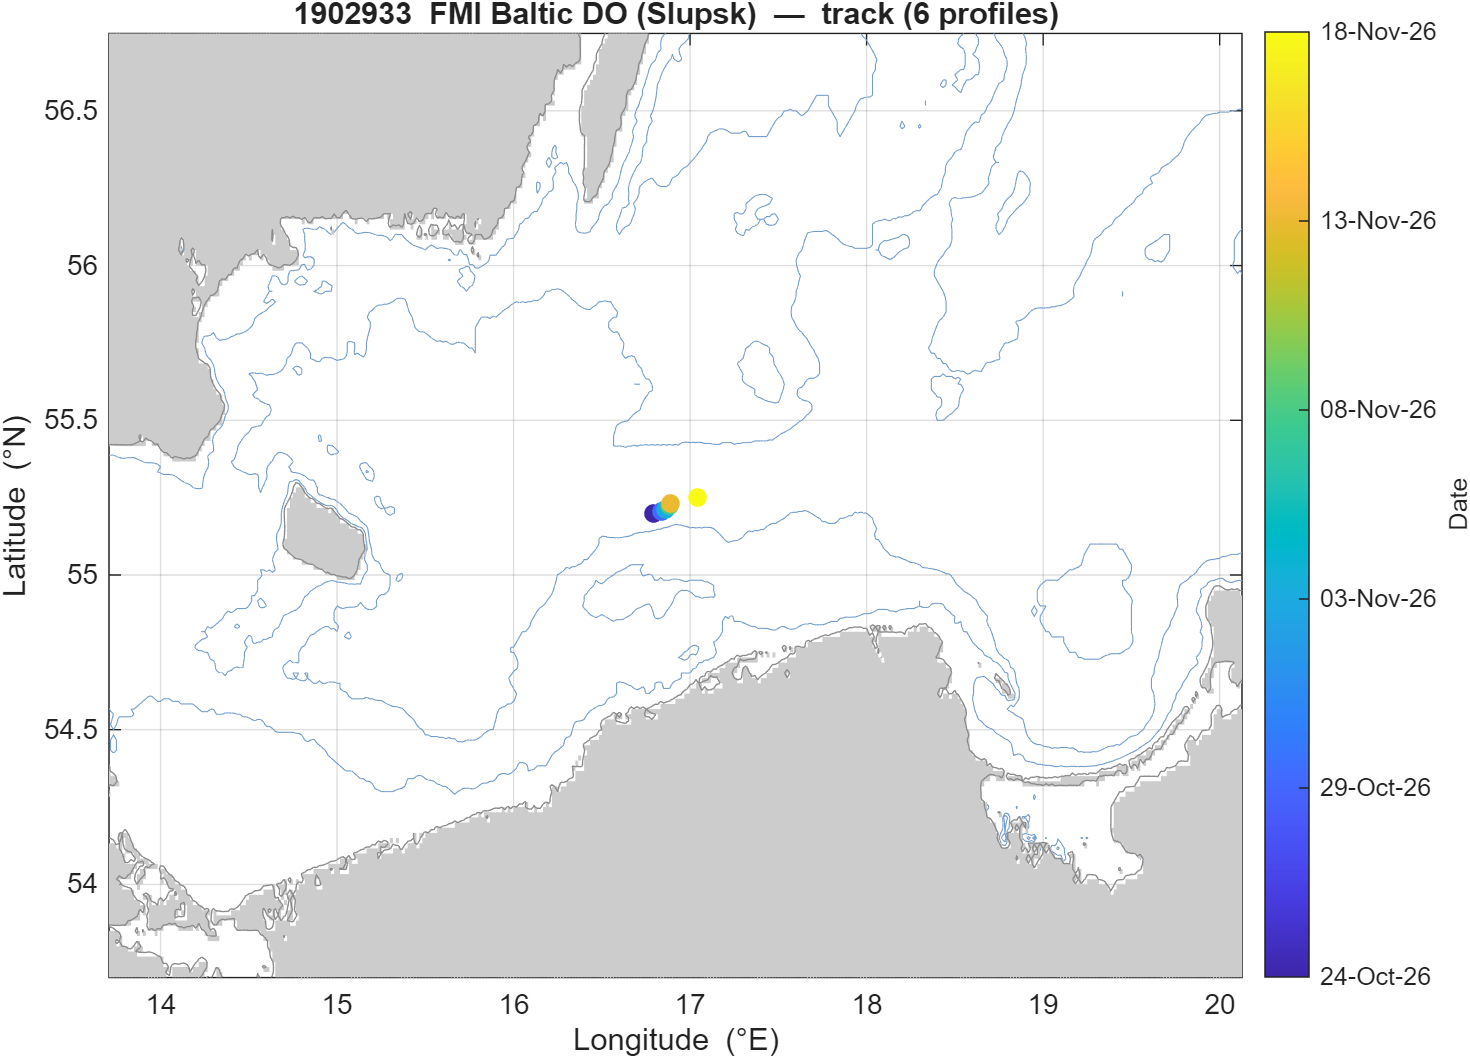 1902933 FMI Baltic DO (Slupsk) — track (6 profiles)
56.5
56
55.5
55
54.5
54
Latitude (°N)
14 15 16 17 18 19 20
Longitude (°E)
18-Nov-26
13-Nov-26
08-Nov-26
03-Nov-26
29-Oct-26
24-Oct-26
Date